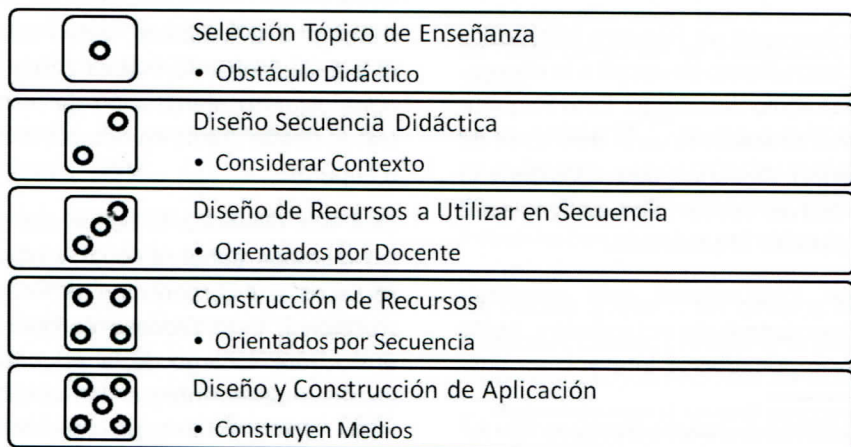 Selección Tópico de Enseñanza
• Obstáculo Didáctico
Diseño Secuencia Didáctica
• Considerar Contexto
Diseño de Recursos a Utilizar en Secuencia
• Orientados por Docente
Construcción de Recursos
• Orientados por Secuencia
Diseño y Construcción de Aplicación
• Construyen Medios